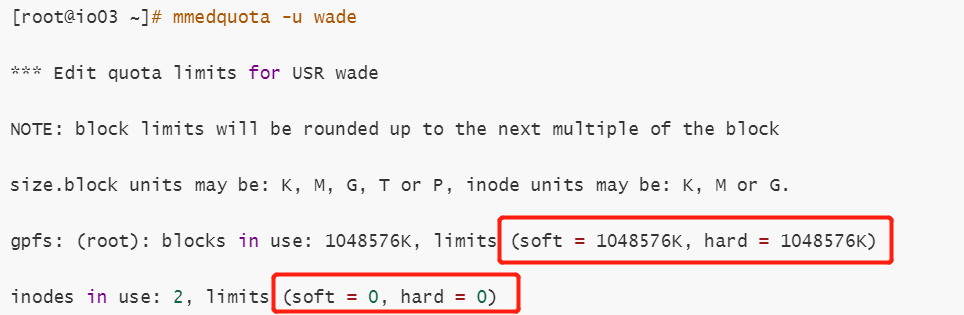 [root@io03 ~]# mmedquota -u wade
*** Edit quota limits for USR wade
NOTE: block limits will be rounded up to the next multiple of the block
size.block units may be: K, M, G, T or P, inode units may be: K, M or G.
gpfs: (root): blocks in use: 1048576K, limits (soft = 1048576K, hard = 1048576K)
inodes in use: 2, limits (soft = 0, hard = 0)